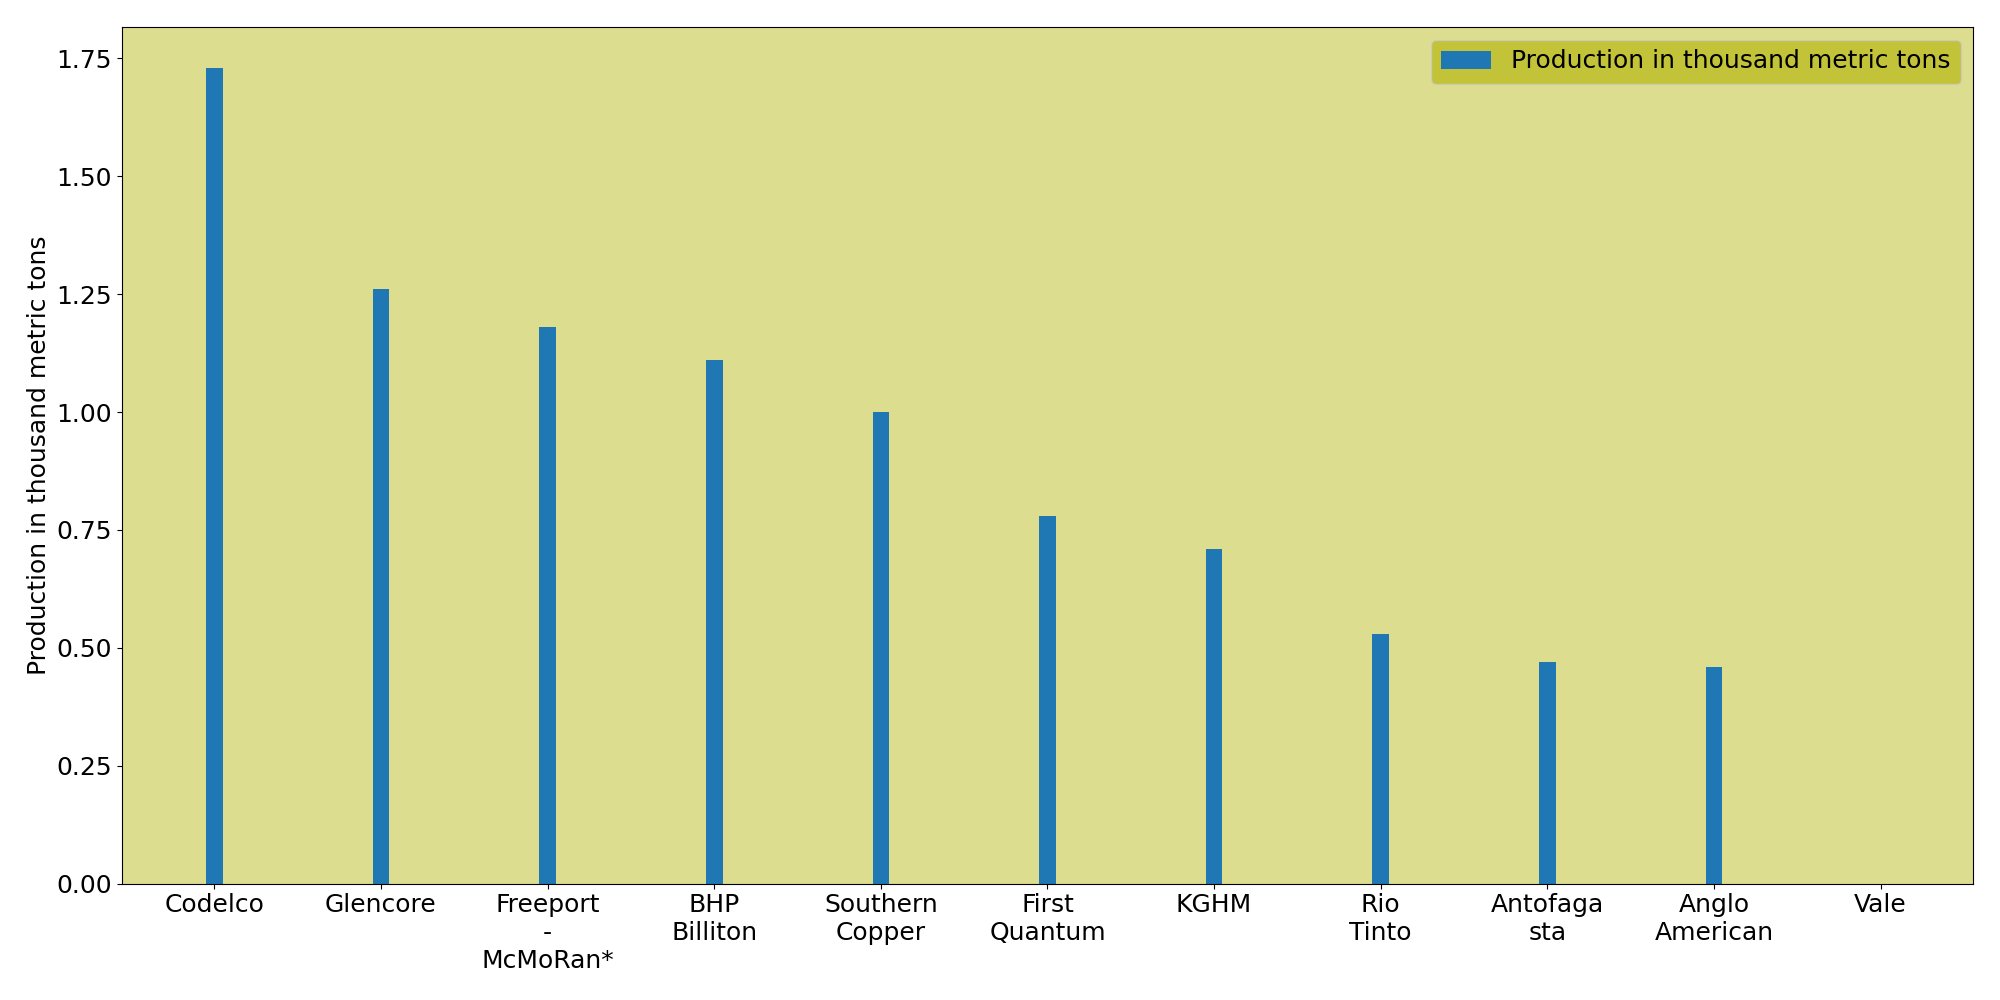 Production in thousand metric tons
1.75
1.50
1.25
1.00
0.75
0.50
0.25
0.00
Production in thousand metric tons
Codelco
Glencore
Freeport
-
McMoRan*
BHP
Billiton
Southern
Copper
First
Quantum
KGHM
Rio
Tinto
Antofaga
sta
Anglo
American
Vale